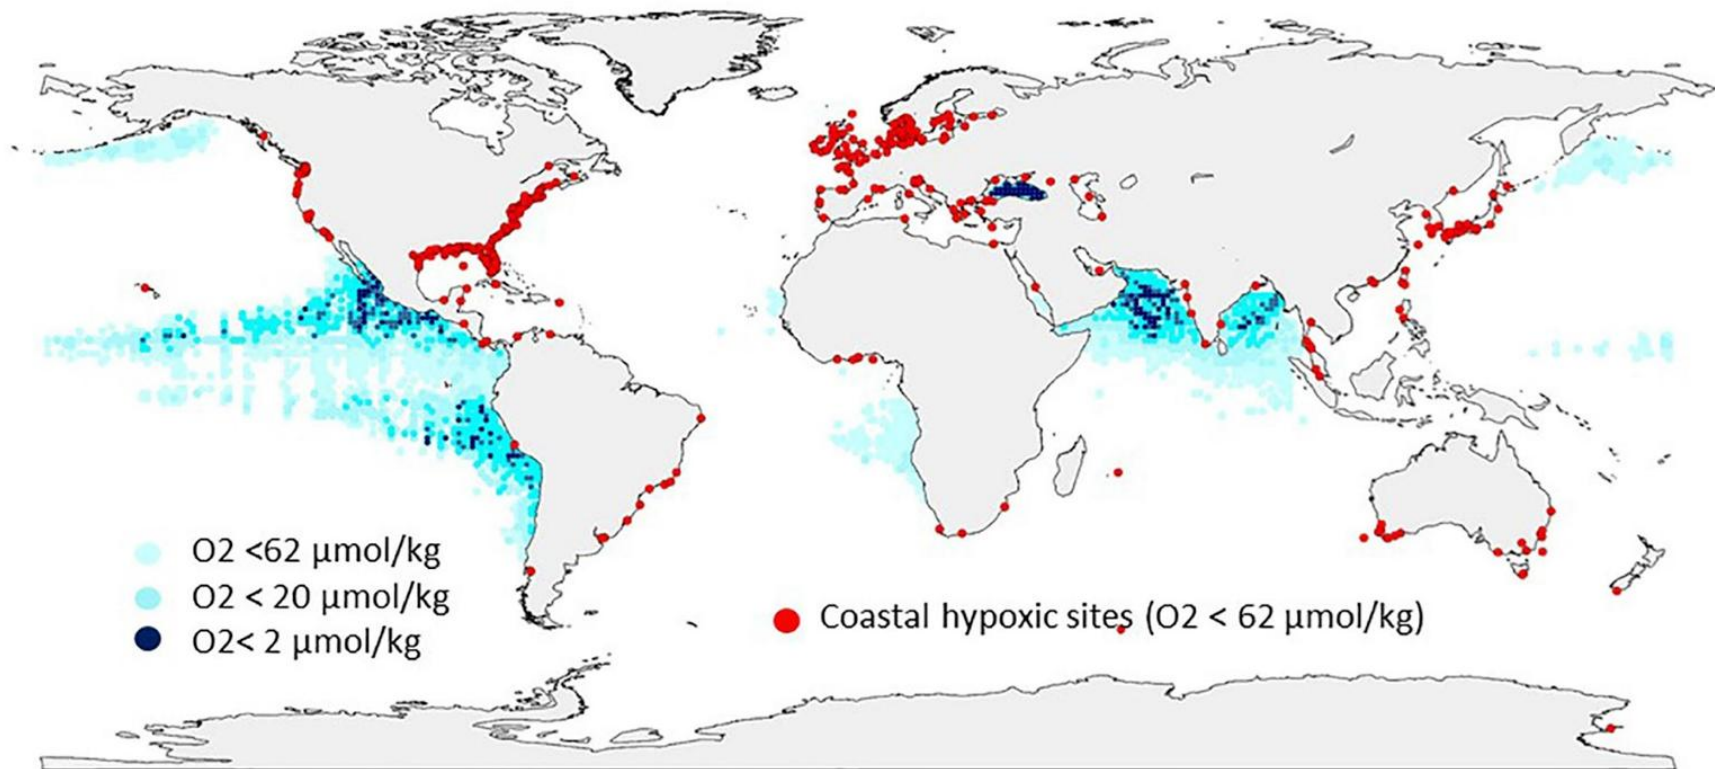 O2 <62 µmol/kg
O2 < 20 µmol/kg
O2< 2 µmol/kg
Coastal hypoxic sites (O2 < 62 µmol/kg)